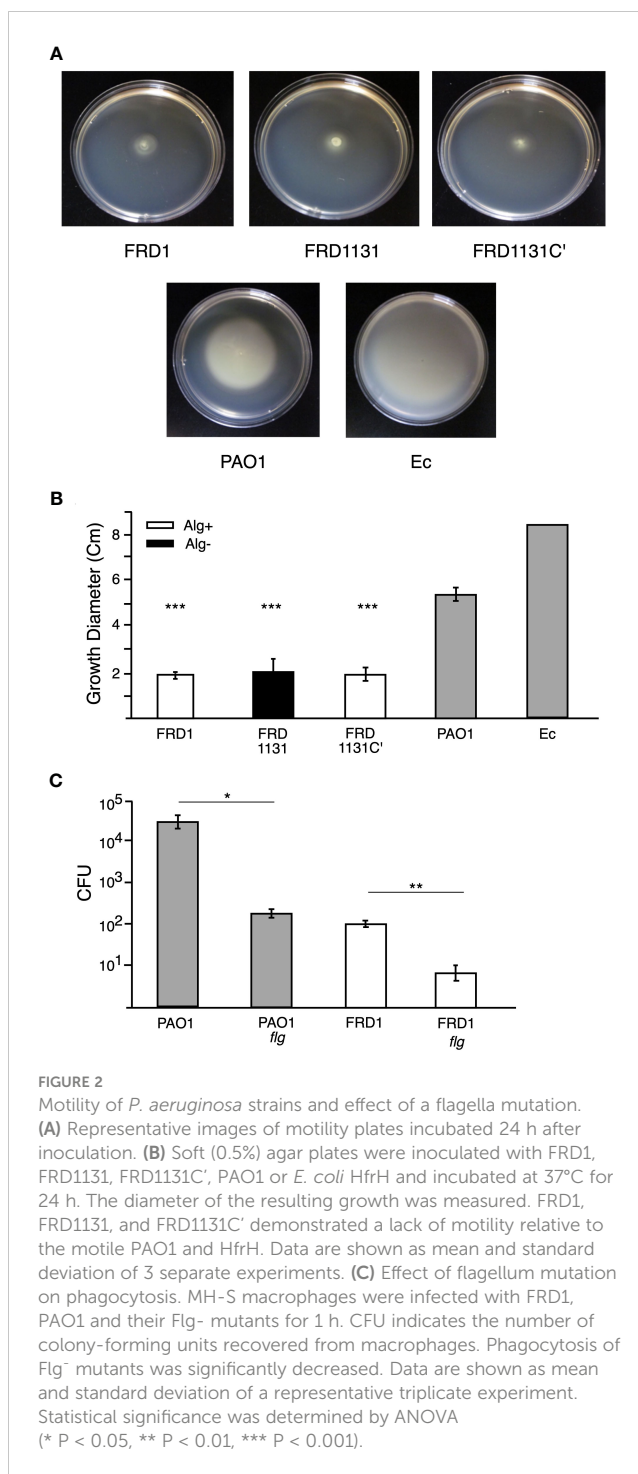 A
FRD1
FRD1131
FRD1131C'
PAO1
Ec
B
Growth Diameter (Cm)
8
6
4
2
Alg+
Alg-
***
***
***
FRD1
FRD
1131
FRD
1131C'
PAO1
Ec
C
CFU
10⁵
10⁴
10³
10²
10¹
*
**
PAO1
PAO1
flg
FRD1
FRD1
flg
FIGURE 2
Motility of P. aeruginosa strains and effect of a flagella mutation.
(A) Representative images of motility plates incubated 24 h after
inoculation. (B) Soft (0.5%) agar plates were inoculated with FRD1,
FRD1131, FRD1131C’, PAO1 or E. coli HfrH and incubated at 37°C for
24 h. The diameter of the resulting growth was measured. FRD1,
FRD1131, and FRD1131C’ demonstrated a lack of motility relative to
the motile PAO1 and HfrH. Data are shown as mean and standard
deviation of 3 separate experiments. (C) Effect of flagellum mutation
on phagocytosis. MH-S macrophages were infected with FRD1,
PAO1 and their Flg- mutants for 1 h. CFU indicates the number of
colony-forming units recovered from macrophages. Phagocytosis of
Flg⁻ mutants was significantly decreased. Data are shown as mean
and standard deviation of a representative triplicate experiment.
Statistical significance was determined by ANOVA
(* P < 0.05, ** P < 0.01, *** P < 0.001).